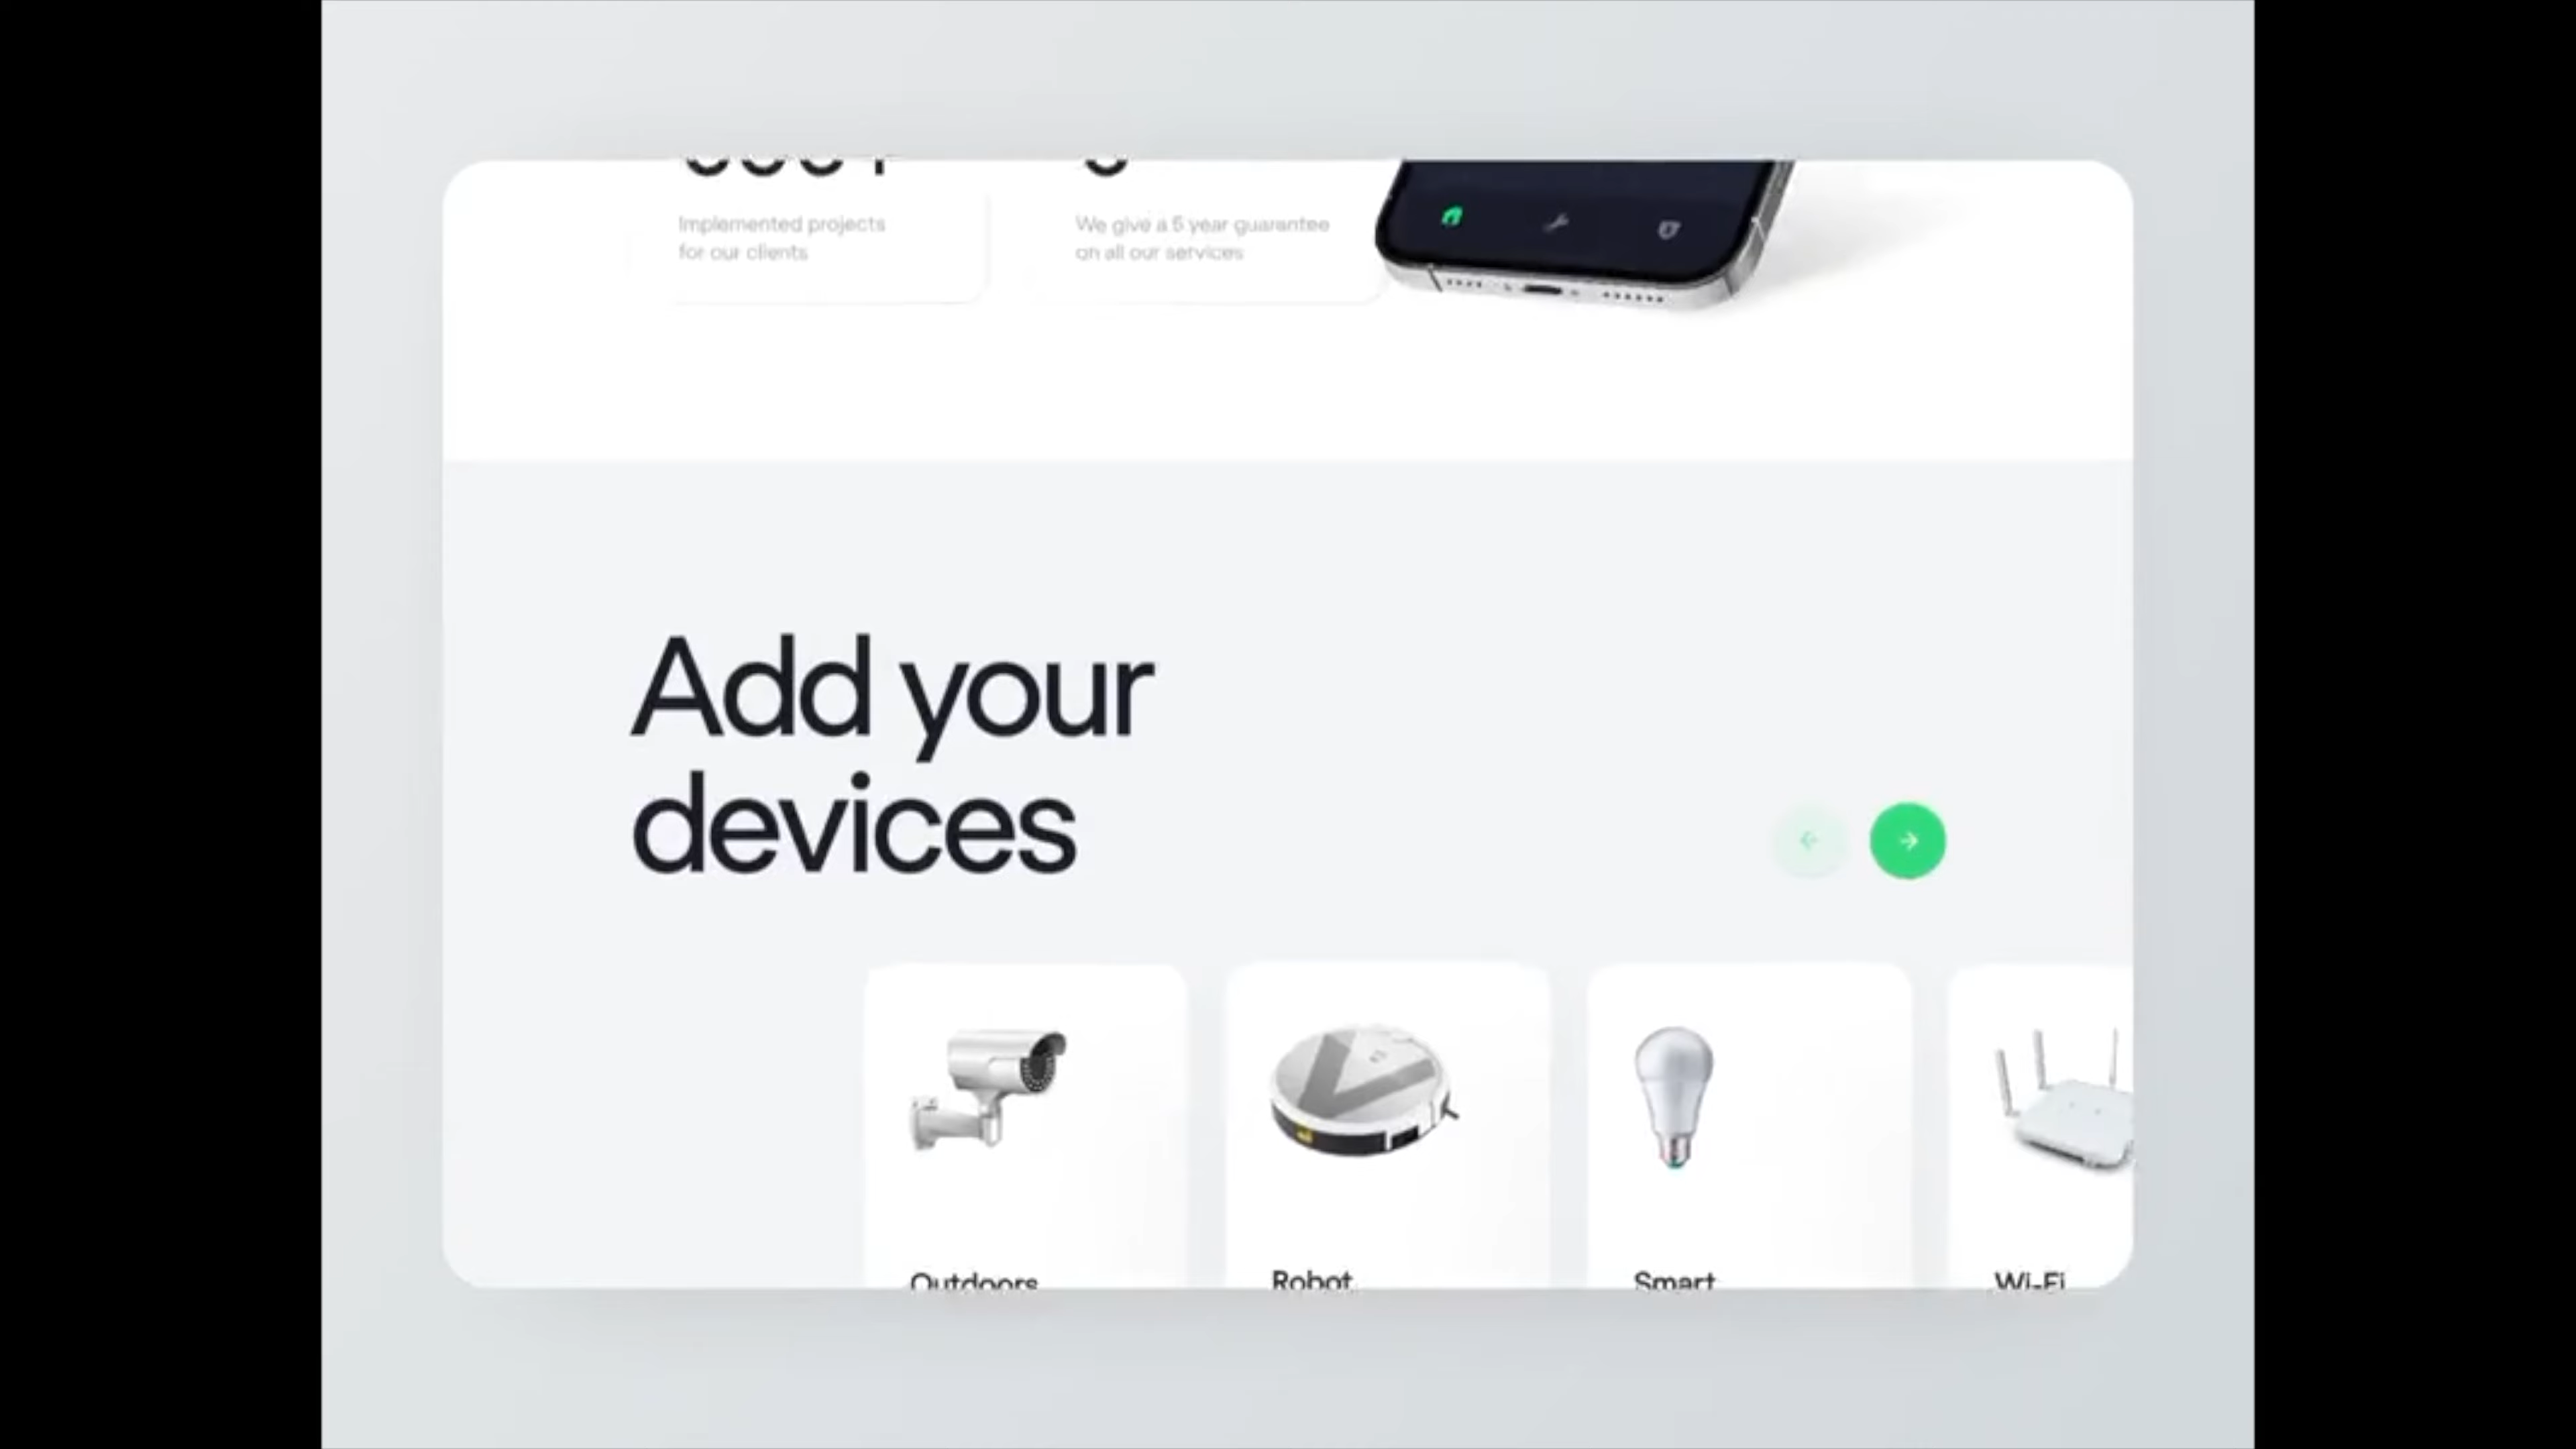 Implemented projects
for our clients
We give a 5 year guarantee
on all our services
Add your
devices
Outdoors
Robot
Smart
Wi-Fi